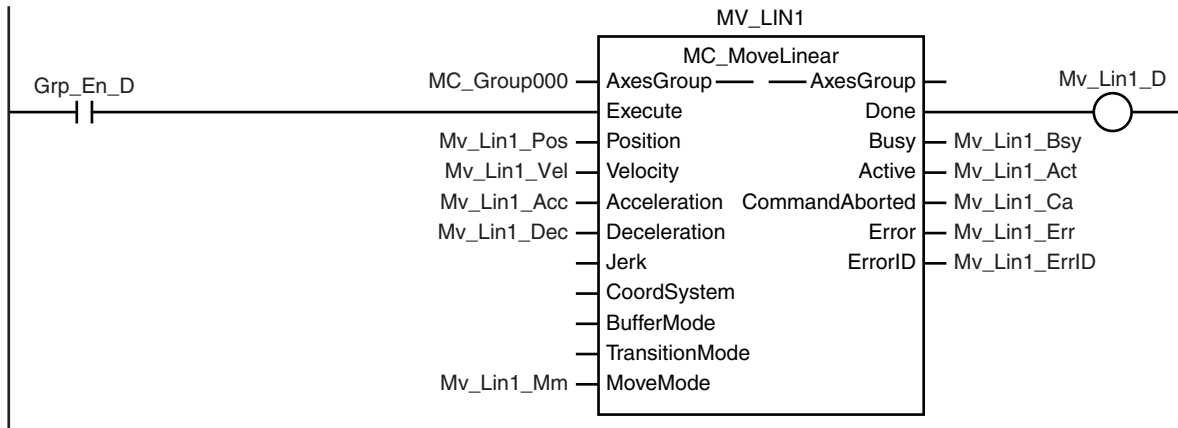 MV_LIN1
MC_MoveLinear
MC_Group000 AxesGroup AxesGroup
Grp_En_D Mv_Lin1_D
Execute Done
Mv_Lin1_Pos Position Busy Mv_Lin1_Bsy
Mv_Lin1_Vel Velocity Active Mv_Lin1_Act
Mv_Lin1_Acc Acceleration CommandAborted Mv_Lin1_Ca
Mv_Lin1_Dec Deceleration Error Mv_Lin1_Err
Jerk ErrorID Mv_Lin1_ErrID
CoordSystem
BufferMode
TransitionMode
Mv_Lin1_Mm MoveMode